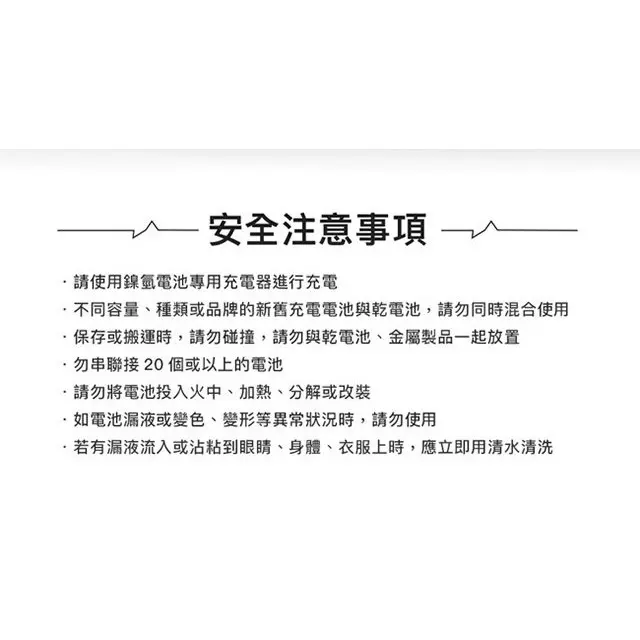 安全注意事項
· 請使用鎳氫電池專用充電器進行充電
· 不同容量、種類或品牌的新舊充電電池與乾電池，請勿同時混合使用
· 保存或搬運時，請勿碰撞，請勿與乾電池、金屬製品一起放置
· 勿串聯接 20 個或以上的電池
· 請勿將電池投入火中、加熱、分解或改裝
· 如電池漏液或變色、變形等異常狀況時，請勿使用
· 若有漏液流入或沾粘到眼睛、身體、衣服上時，應立即用清水清洗